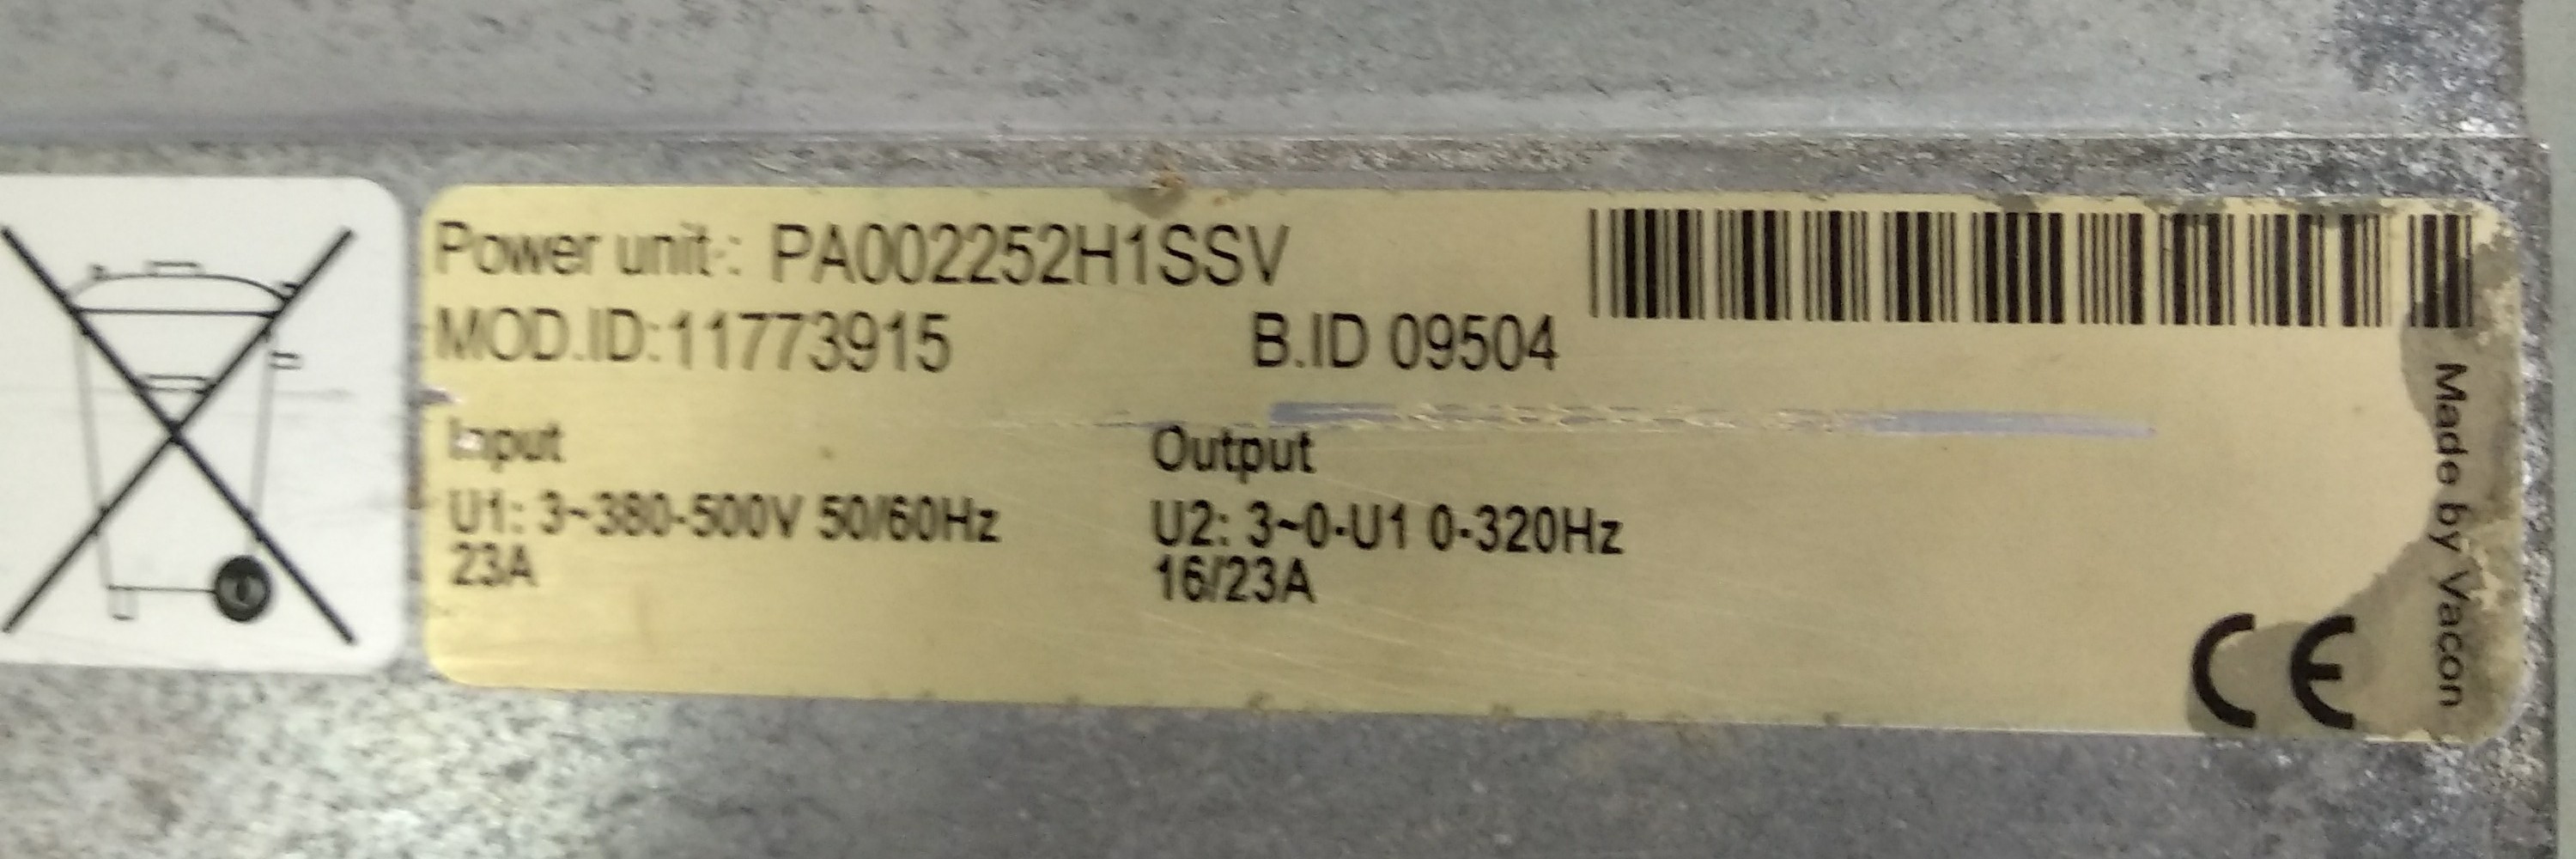 Power unit: PA002252H1SSV
MOD.ID:11773915 B.ID 09504
Input
U1: 3~380-500V 50/60Hz
23A
Output
U2: 3~0-U1 0-320Hz
16/23A
CE
Made by Vacon